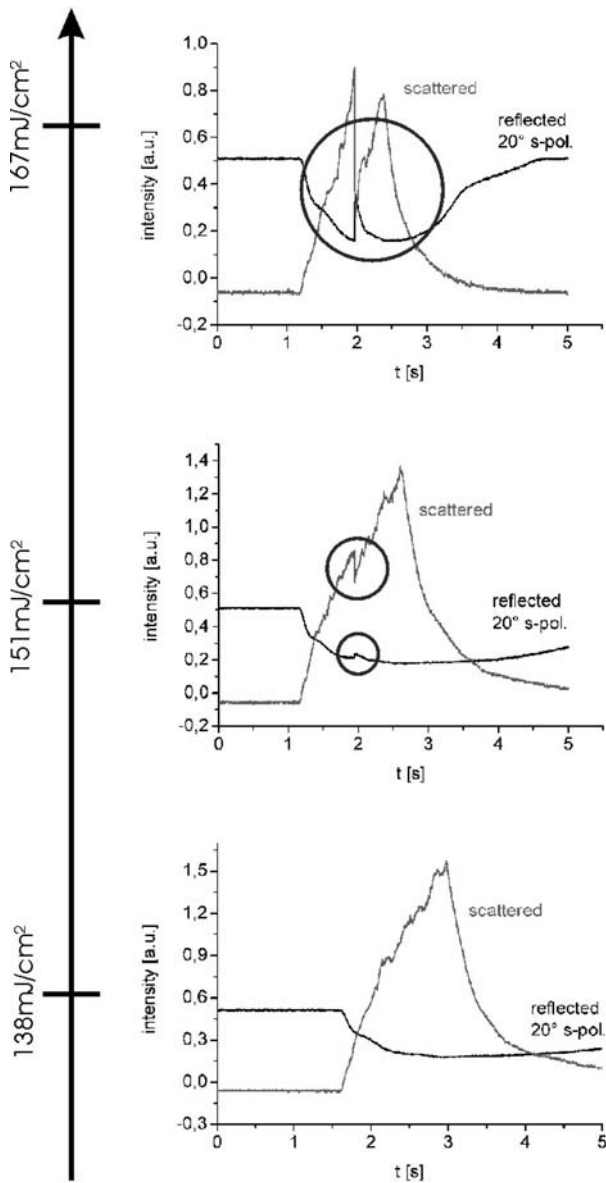 167mJ/cm²
1,0
0,8
0,6
0,4
0,2
0,0
-0,2
intensity [a.u.]
scattered
reflected
20° s-pol.
0 1 2 3 4 5
t [s]
151mJ/cm²
1,4
1,2
1,0
0,8
0,6
0,4
0,2
0,0
-0,2
intensity [a.u.]
scattered
reflected
20° s-pol.
0 1 2 3 4 5
t [s]
138mJ/cm²
1,5
1,2
0,9
0,6
0,3
0,0
-0,3
intensity [a.u.]
scattered
reflected
20° s-pol.
0 1 2 3 4 5
t [s]